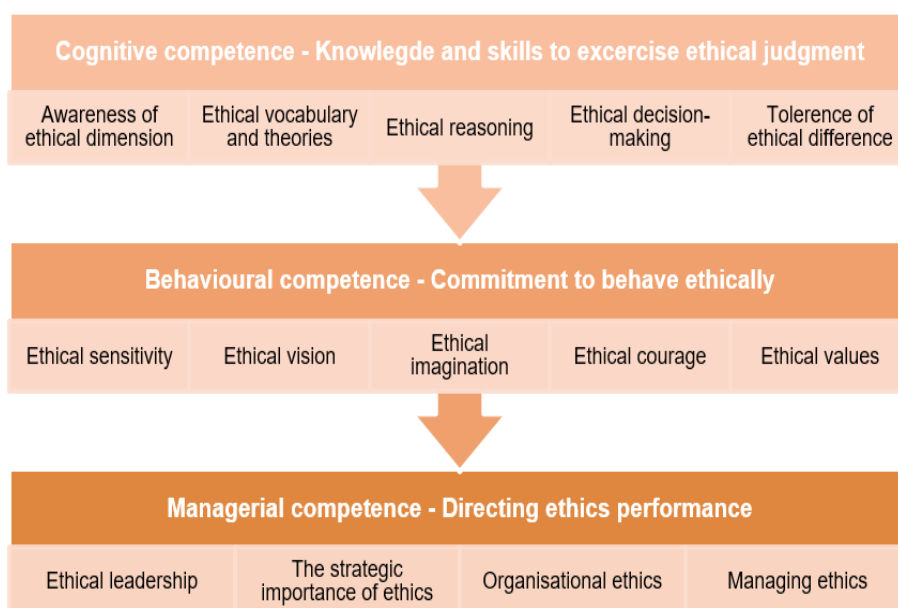 Cognitive competence - Knowlegde and skills to excercise ethical judgment
Awareness of
ethical dimension
Ethical vocabulary
and theories
Ethical reasoning
Ethical decision-
making
Tolerence of
ethical difference
Behavioural competence - Commitment to behave ethically
Ethical sensitivity
Ethical vision
Ethical
imagination
Ethical courage
Ethical values
Managerial competence - Directing ethics performance
Ethical leadership
The strategic
importance of ethics
Organisational ethics
Managing ethics